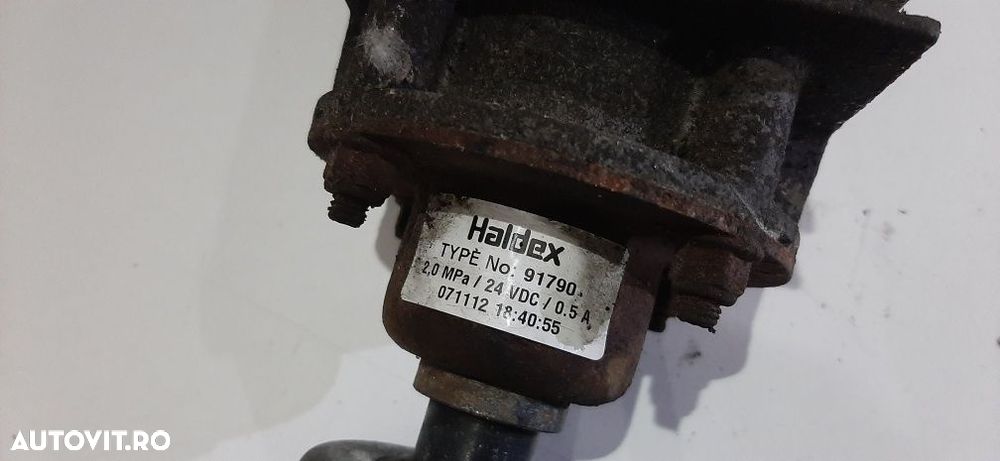 Haldex
TYPE No: 91790
2,0 MPa / 24 VDC / 0.5 A
071112 18:40:55
AUTOVIT.RO